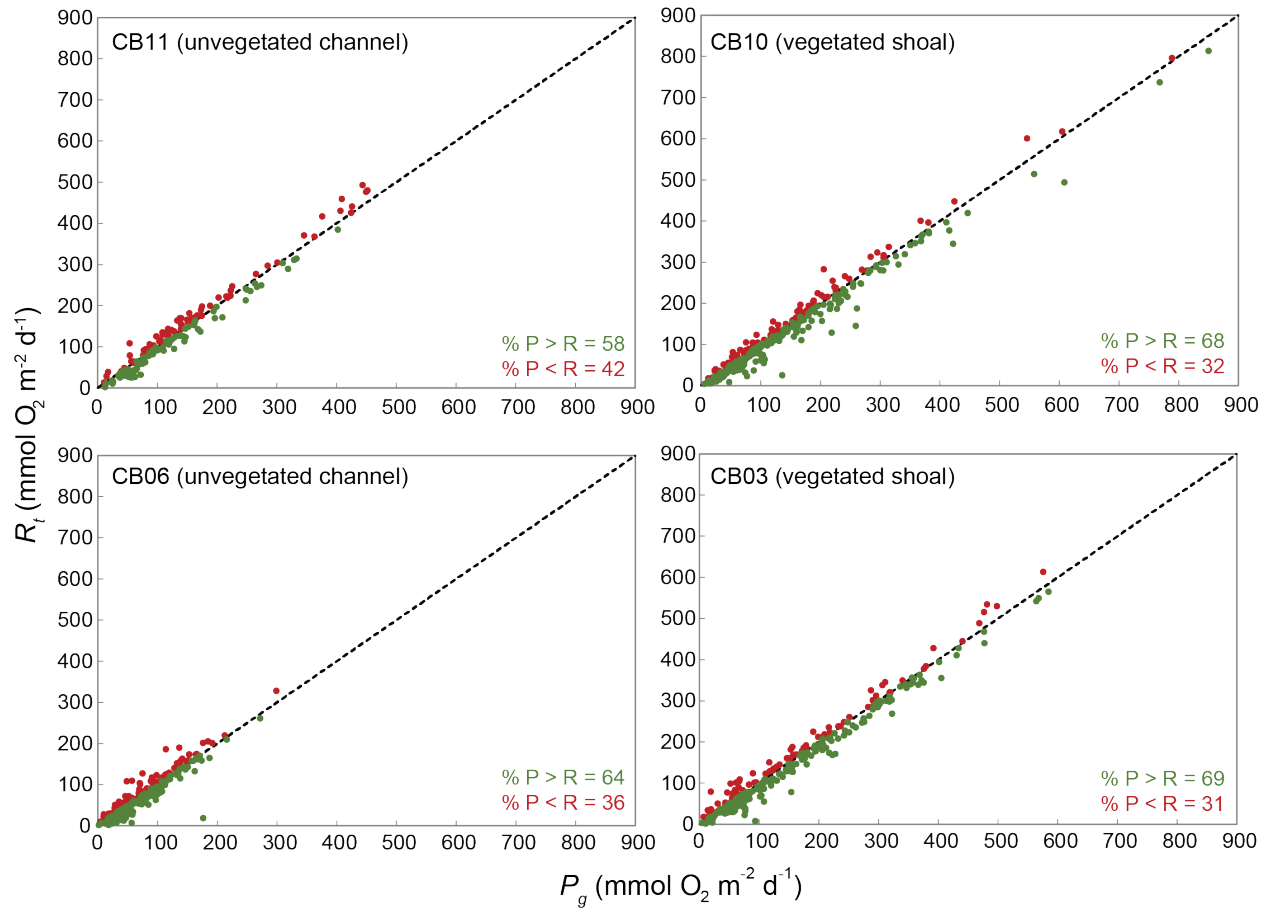 CB11 (unvegetated channel)
900
800
700
600
500
400
300
200
100
0
% P > R = 58
% P < R = 42
0 100 200 300 400 500 600 700 800 900
CB10 (vegetated shoal)
900
800
700
600
500
400
300
200
100
0
% P > R = 68
% P < R = 32
0 100 200 300 400 500 600 700 800 900
CB06 (unvegetated channel)
900
800
700
600
500
400
300
200
100
0
% P > R = 64
% P < R = 36
0 100 200 300 400 500 600 700 800 900
CB03 (vegetated shoal)
900
800
700
600
500
400
300
200
100
0
% P > R = 69
% P < R = 31
0 100 200 300 400 500 600 700 800 900
Rt (mmol O2 m-2 d-1)
Pg (mmol O2 m-2 d-1)